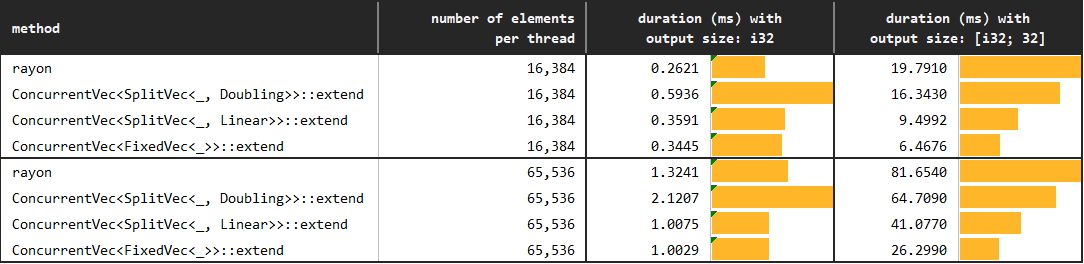 method number of elements per thread duration (ms) with output size: i32 duration (ms) with output size: [i32; 32]
rayon 16,384 0.2621 19.7910
ConcurrentVec<SplitVec<_, Doubling>>::extend 16,384 0.5936 16.3430
ConcurrentVec<SplitVec<_, Linear>>::extend 16,384 0.3591 9.4992
ConcurrentVec<FixedVec<_>>::extend 16,384 0.3445 6.4676
rayon 65,536 1.3241 81.6540
ConcurrentVec<SplitVec<_, Doubling>>::extend 65,536 2.1207 64.7090
ConcurrentVec<SplitVec<_, Linear>>::extend 65,536 1.0075 41.0770
ConcurrentVec<FixedVec<_>>::extend 65,536 1.0029 26.2990